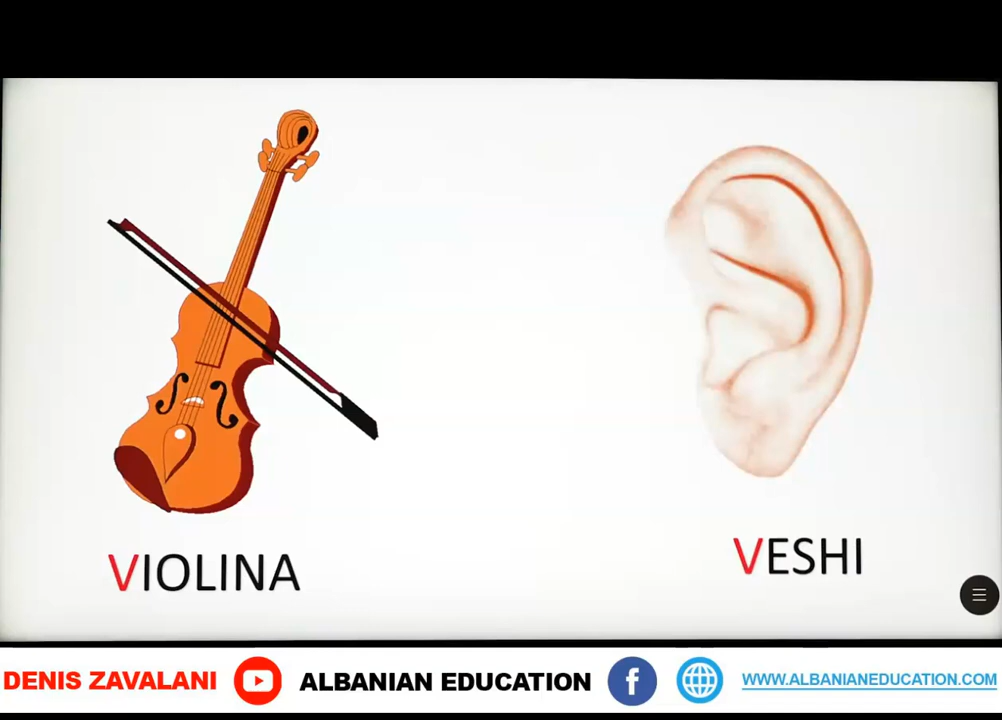 VIOLINA
VESHI
DENIS ZAVALANI
ALBANIAN EDUCATION
WWW.ALBANIANEDUCATION.COM